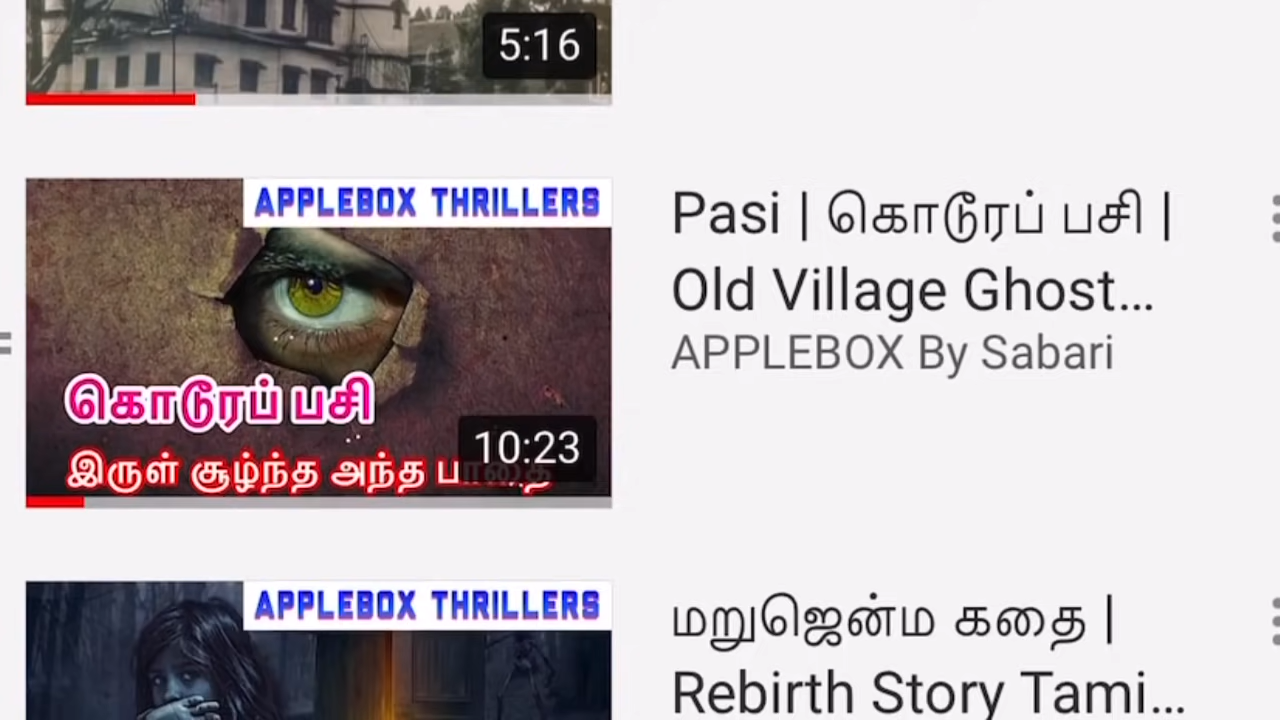 5:16
APPLEBOX THRILLERS
கொடூரப் பசி
10:23
இருள் சூழ்ந்த அந்த பாதை
Pasi | கொடூரப் பசி |
Old Village Ghost...
APPLEBOX By Sabari
APPLEBOX THRILLERS
மறுஜென்ம கதை |
Rebirth Story Tami...